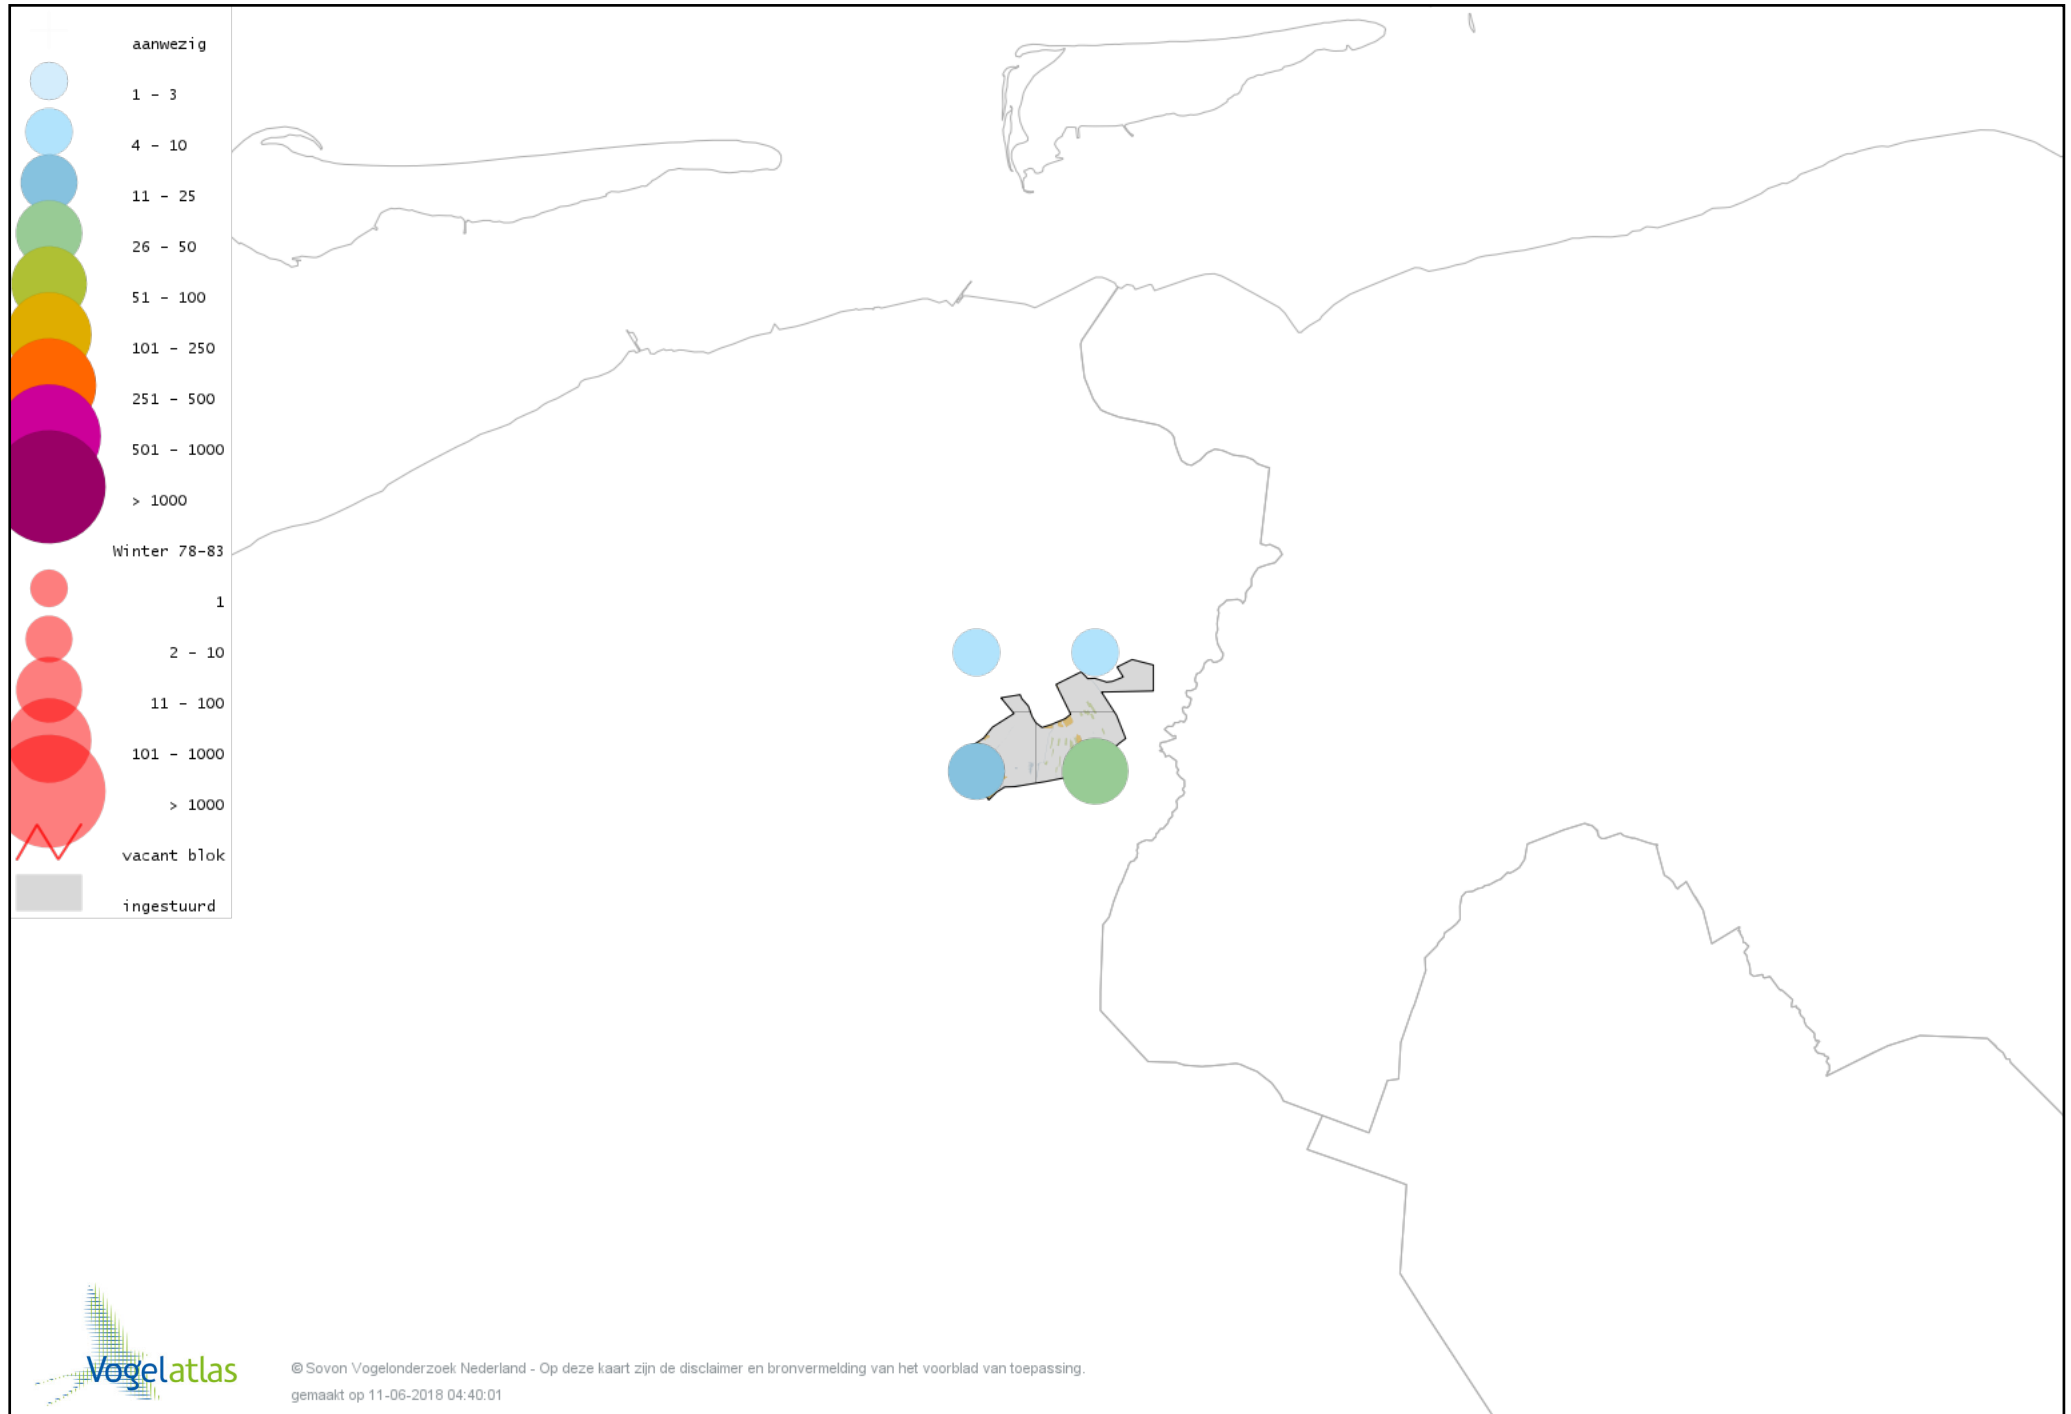 aanwezig
1 - 3
4 - 10
11 - 25
26 - 50
51 - 100
101 - 250
251 - 500
501 - 1000
> 1000
Winter 78-83
1
2 - 10
11 - 100
101 - 1000
> 1000
vacant blok
ingestuurd
Vogelatlas
© Sovon Vogelonderzoek Nederland - Op deze kaart zijn de disclaimer en bronvermelding van het voorblad van toepassing.
gemaakt op 11-06-2018 04:40:01